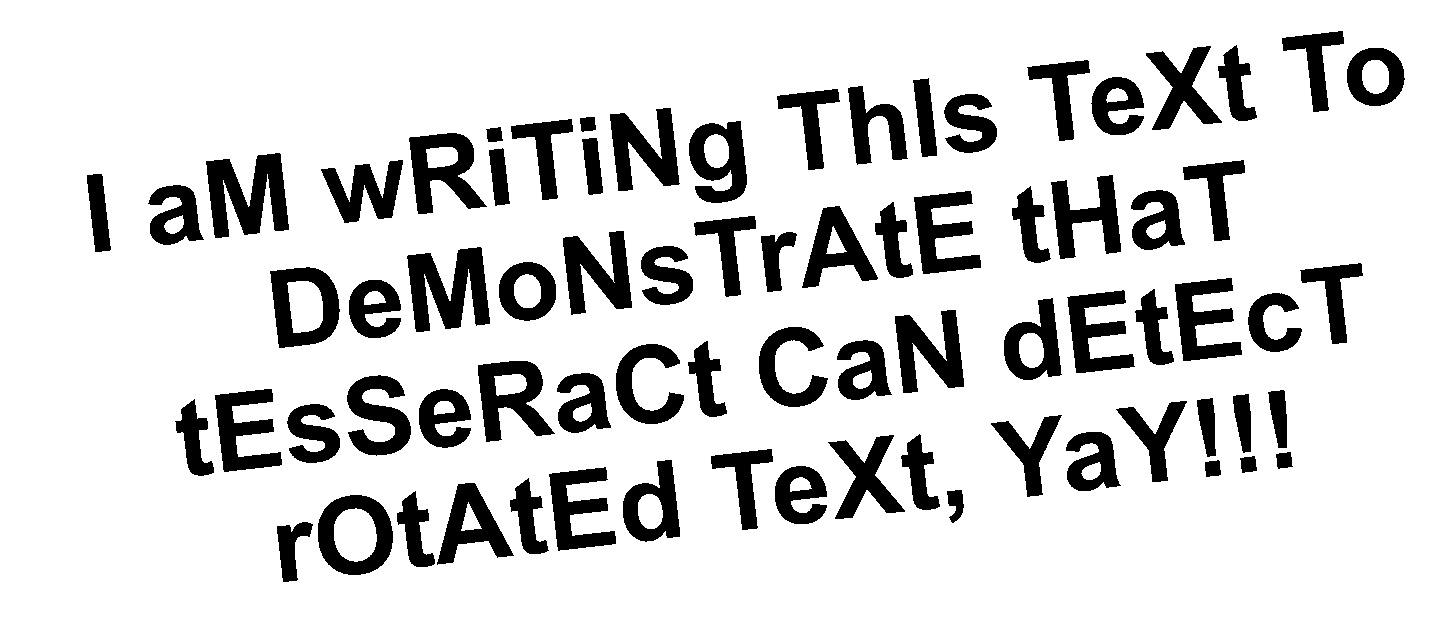 I aM wRiTiNg ThIs TeXt To
DeMoNsTrAtE tHaT
tEsSeRaCt CaN dEtEcT
rOtAtEd TeXt, YaY!!!